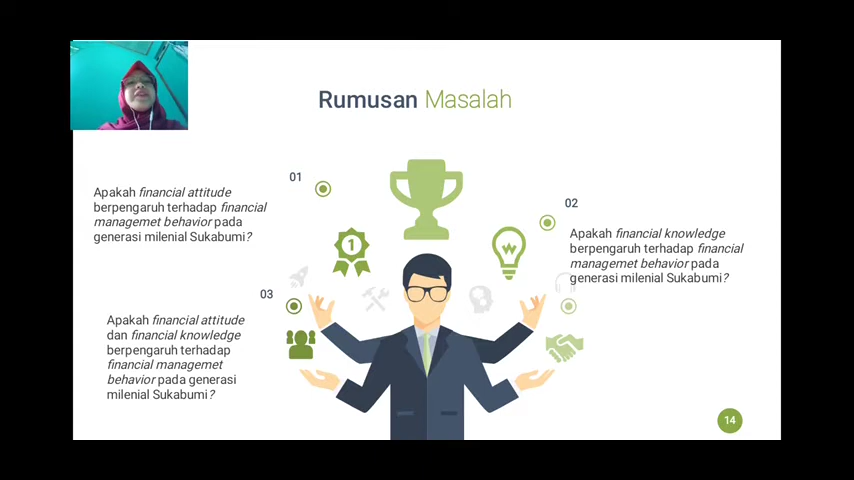 Rumusan Masalah
01
Apakah financial attitude
berpengaruh terhadap financial
managemet behavior pada
generasi milenial Sukabumi?
02
Apakah financial knowledge
berpengaruh terhadap financial
managemet behavior pada
generasi milenial Sukabumi?
03
Apakah financial attitude
dan financial knowledge
berpengaruh terhadap
financial managemet
behavior pada generasi
milenial Sukabumi?
1
14